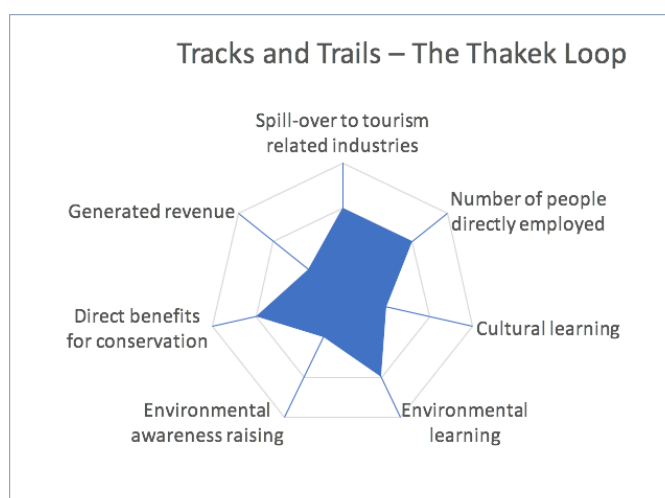 Tracks and Trails – The Thakek Loop
Spill-over to tourism
related industries
Number of people
directly employed
Cultural learning
Environmental
learning
Environmental
awareness raising
Direct benefits
for conservation
Generated revenue